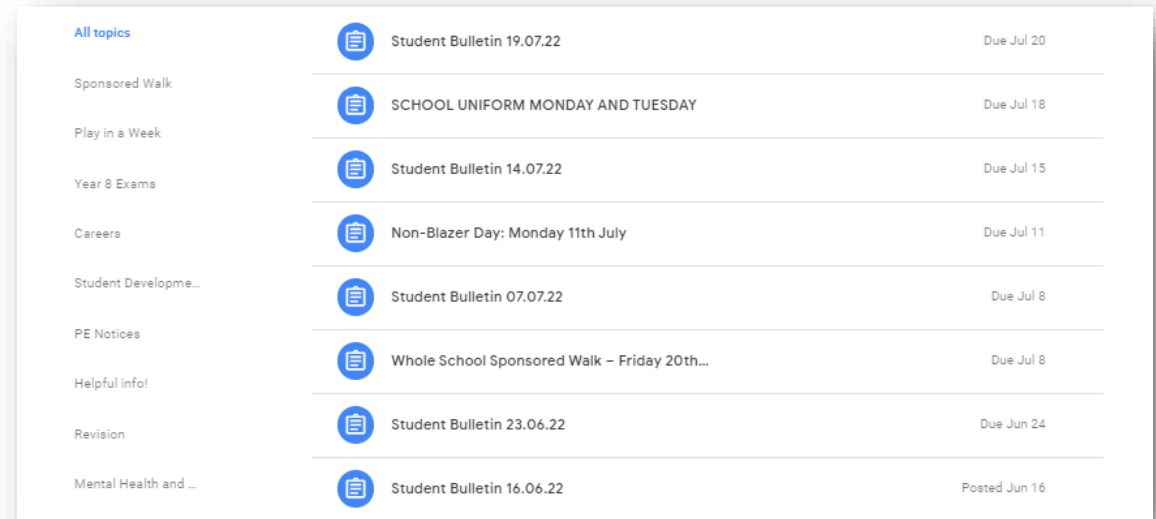 All topics
Sponsored Walk
Play in a Week
Year 8 Exams
Careers
Student Developme...
PE Notices
Helpful info!
Revision
Mental Health and ...
Student Bulletin 19.07.22 Due Jul 20
SCHOOL UNIFORM MONDAY AND TUESDAY Due Jul 18
Student Bulletin 14.07.22 Due Jul 15
Non-Blazer Day: Monday 11th July Due Jul 11
Student Bulletin 07.07.22 Due Jul 8
Whole School Sponsored Walk – Friday 20th... Due Jul 8
Student Bulletin 23.06.22 Due Jun 24
Student Bulletin 16.06.22 Posted Jun 16